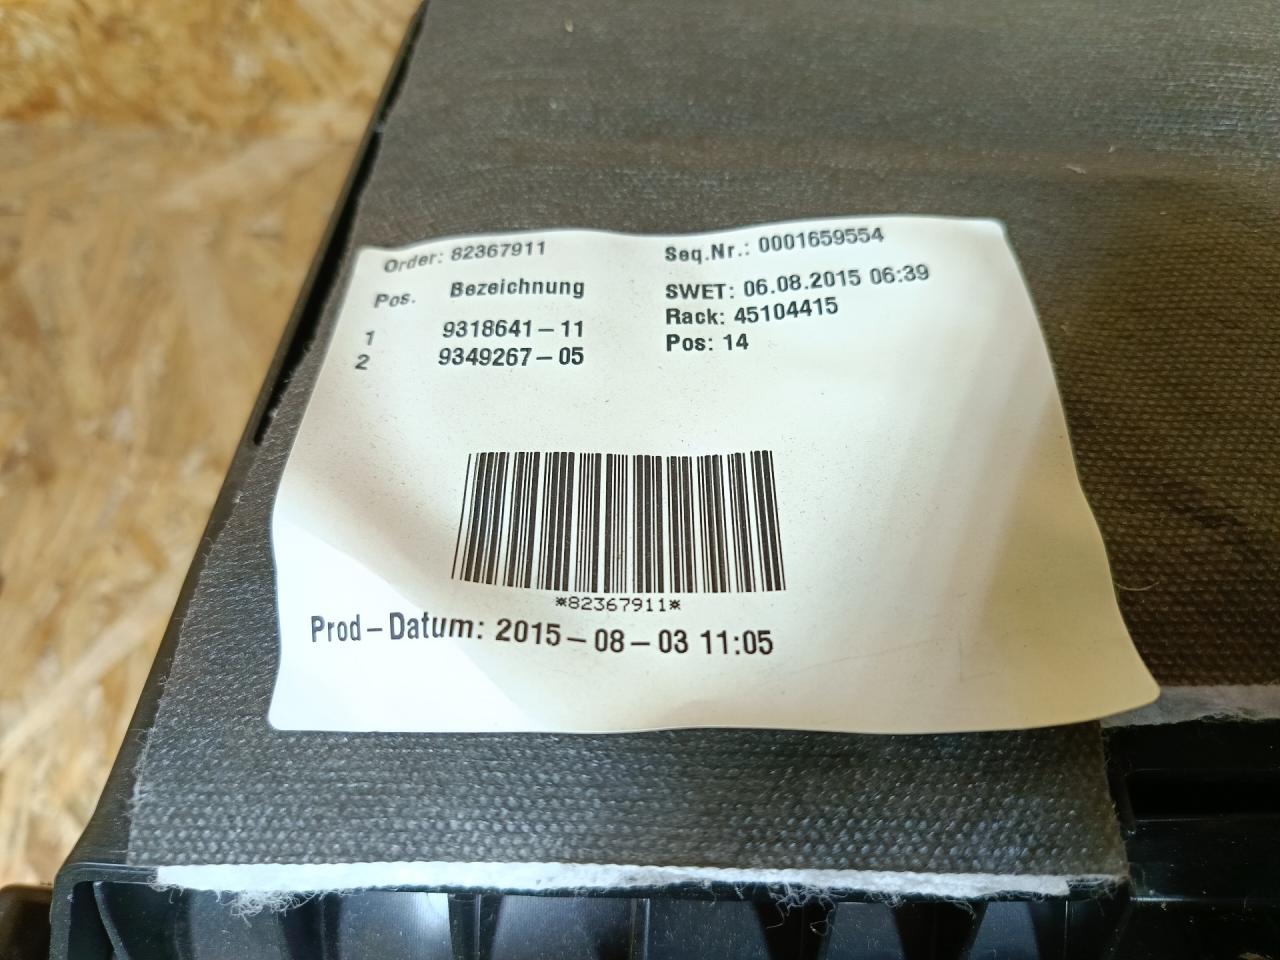 Order: 82367911
Seq.Nr.: 0001659554
Pos. Bezeichnung
SWET: 06.08.2015 06:39
1 9318641-11
Rack: 45104415
2 9349267-05
Pos: 14
*82367911*
Prod-Datum: 2015-08-03 11:05